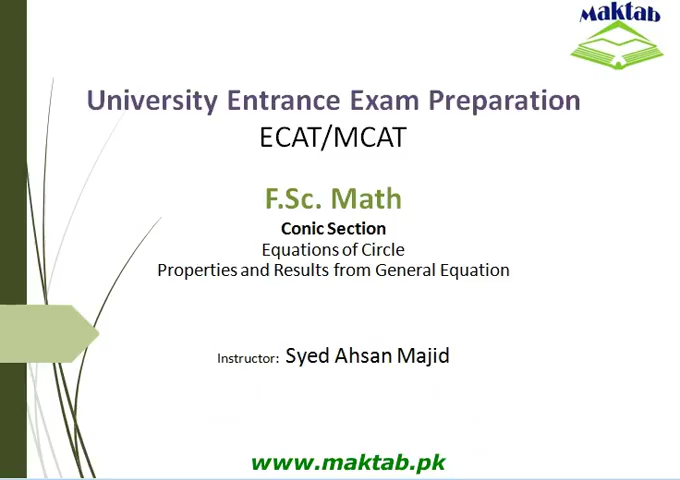 Maktab
University Entrance Exam Preparation
ECAT/MCAT
F.Sc. Math
Conic Section
Equations of Circle
Properties and Results from General Equation
Instructor: Syed Ahsan Majid
www.maktab.pk